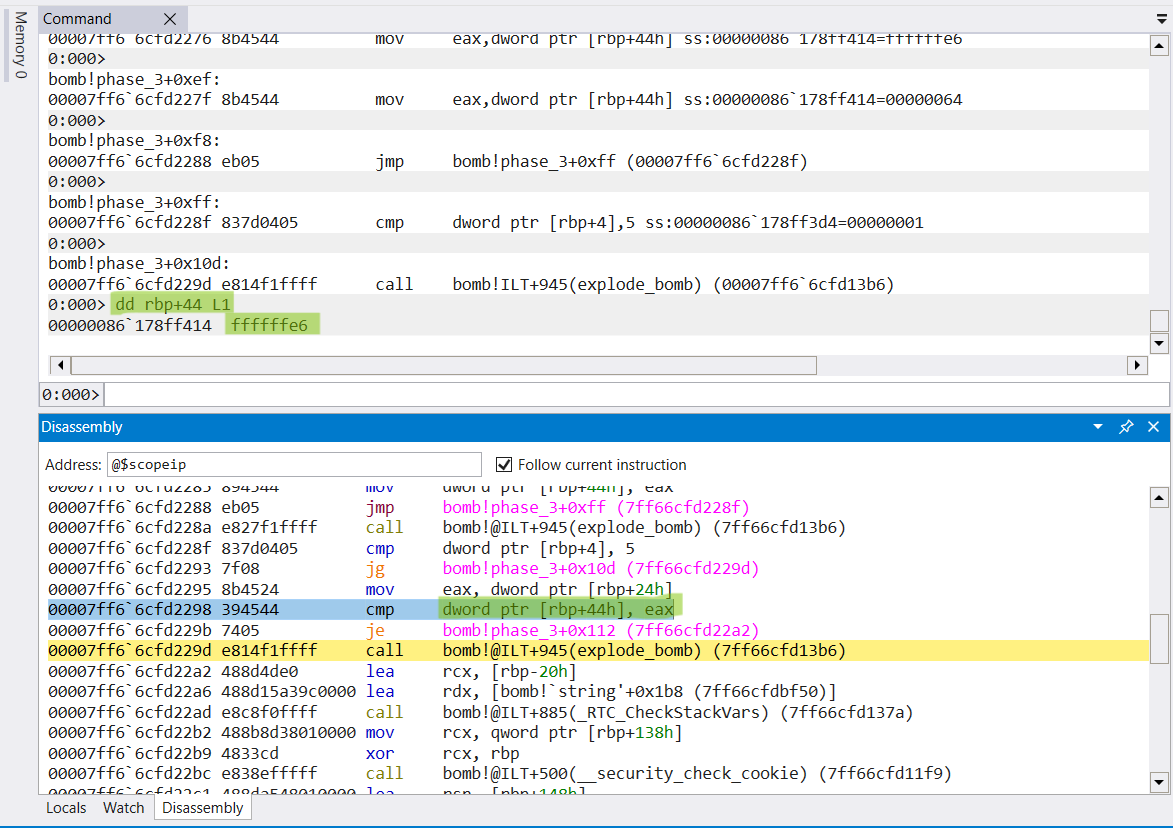 Memory 0
Command
00007ff6 6cfd2276 8b4544 mov eax,dword ptr [rbp+44h] ss:00000086 178ff414=ffffffe6
0:000>
bomb!phase_3+0xef:
00007ff6`6cfd227f 8b4544 mov eax,dword ptr [rbp+44h] ss:00000086`178ff414=00000064
0:000>
bomb!phase_3+0xf8:
00007ff6`6cfd2288 eb05 jmp bomb!phase_3+0xff (00007ff6`6cfd228f)
0:000>
bomb!phase_3+0xff:
00007ff6`6cfd228f 837d0405 cmp dword ptr [rbp+4],5 ss:00000086`178ff3d4=00000001
0:000>
bomb!phase_3+0x10d:
00007ff6`6cfd229d e814f1ffff call bomb!ILT+945(explode_bomb) (00007ff6`6cfd13b6)
0:000> dd rbp+44 L1
00000086`178ff414 ffffffe6
0:000>
Disassembly
Address: @$scopeip Follow current instruction
00007ff6`6cfd2285 894544 mov dword ptr [rbp+44h], eax
00007ff6`6cfd2288 eb05 jmp bomb!phase_3+0xff (7ff66cfd228f)
00007ff6`6cfd228a e827f1ffff call bomb!@ILT+945(explode_bomb) (7ff66cfd13b6)
00007ff6`6cfd228f 837d0405 cmp dword ptr [rbp+4], 5
00007ff6`6cfd2293 7f08 jg bomb!phase_3+0x10d (7ff66cfd229d)
00007ff6`6cfd2295 8b4524 mov eax, dword ptr [rbp+24h]
00007ff6`6cfd2298 394544 cmp dword ptr [rbp+44h], eax
00007ff6`6cfd229b 7405 je bomb!phase_3+0x112 (7ff66cfd22a2)
00007ff6`6cfd229d e814f1ffff call bomb!@ILT+945(explode_bomb) (7ff66cfd13b6)
00007ff6`6cfd22a2 488d4de0 lea rcx, [rbp-20h]
00007ff6`6cfd22a6 488d15a39c0000 lea rdx, [bomb!`string'+0x1b8 (7ff66cfdbf50)]
00007ff6`6cfd22ad e8c8f0ffff call bomb!@ILT+885(_RTC_CheckStackVars) (7ff66cfd137a)
00007ff6`6cfd22b2 488b8d38010000 mov rcx, qword ptr [rbp+138h]
00007ff6`6cfd22b9 4833cd xor rcx, rbp
00007ff6`6cfd22bc e838efffff call bomb!@ILT+500(__security_check_cookie) (7ff66cfd11f9)
00007ff6`6cfd22c1 488da548010000 lea rsp, [rbp+148h]
Locals Watch Disassembly